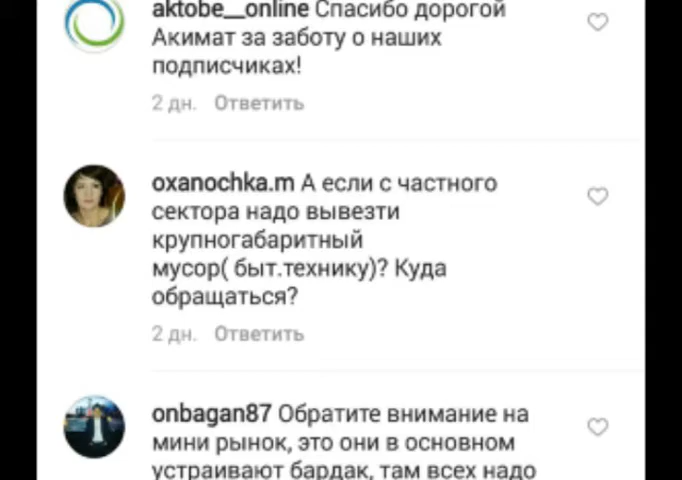 aktobe__online Спасибо дорогой
Акимат за заботу о наших
подписчиках!
2 дн. Ответить
oxanochka.m А если с частного
сектора надо вывезти
крупногабаритный
мусор( быт.технику)? Куда
обращаться?
2 дн. Ответить
onbagan87 Обратите внимание на
мини рынок, это они в основном
устраивают бардак, там всех надо